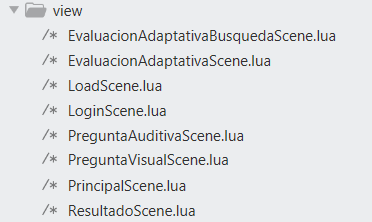 view
/* EvaluacionAdaptativaBusquedaScene.lua
/* EvaluacionAdaptativaScene.lua
/* LoadScene.lua
/* LoginScene.lua
/* PreguntaAuditivaScene.lua
/* PreguntaVisualScene.lua
/* PrincipalScene.lua
/* ResultadoScene.lua